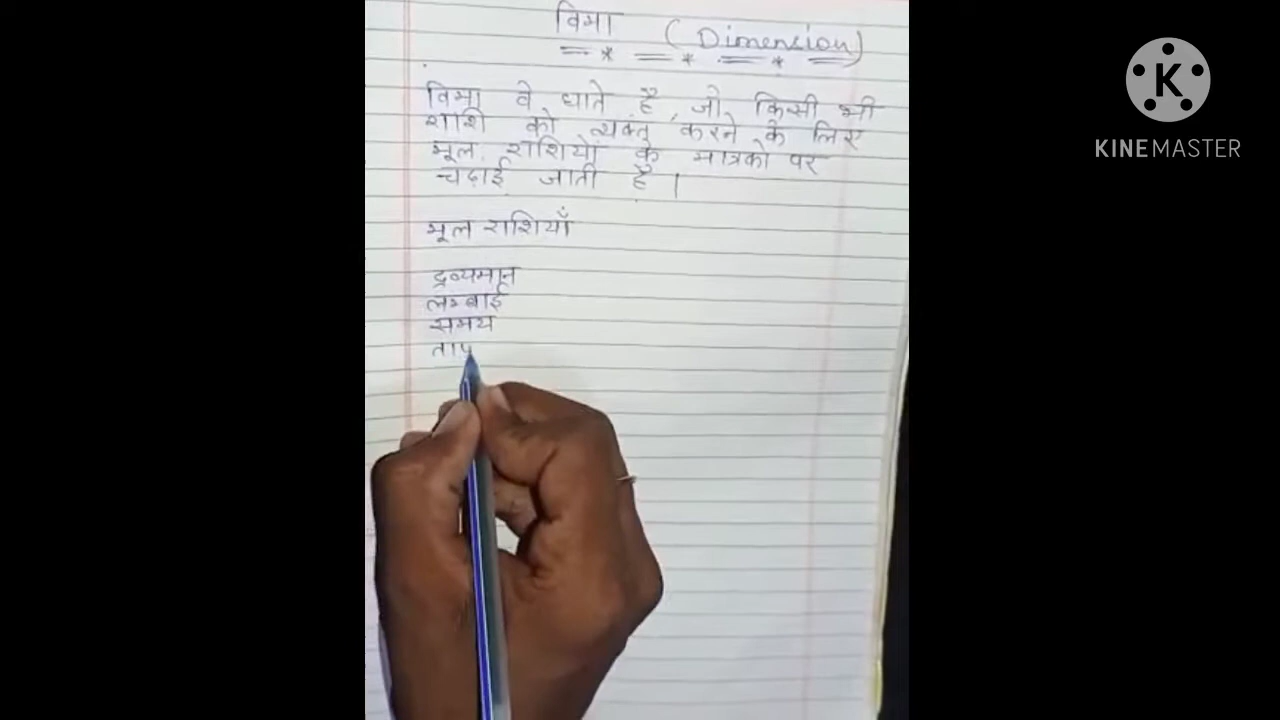 विमा (Dimension)
विमा वे घाते है, जो किसी भी
राशि को व्यक्त करने के लिए
मूल राशियो के मात्रको पर
चढ़ाई जाती है।
मूल राशियाँ
द्रव्यमान
लम्बाई
समय
ताप
K
KINEMASTER